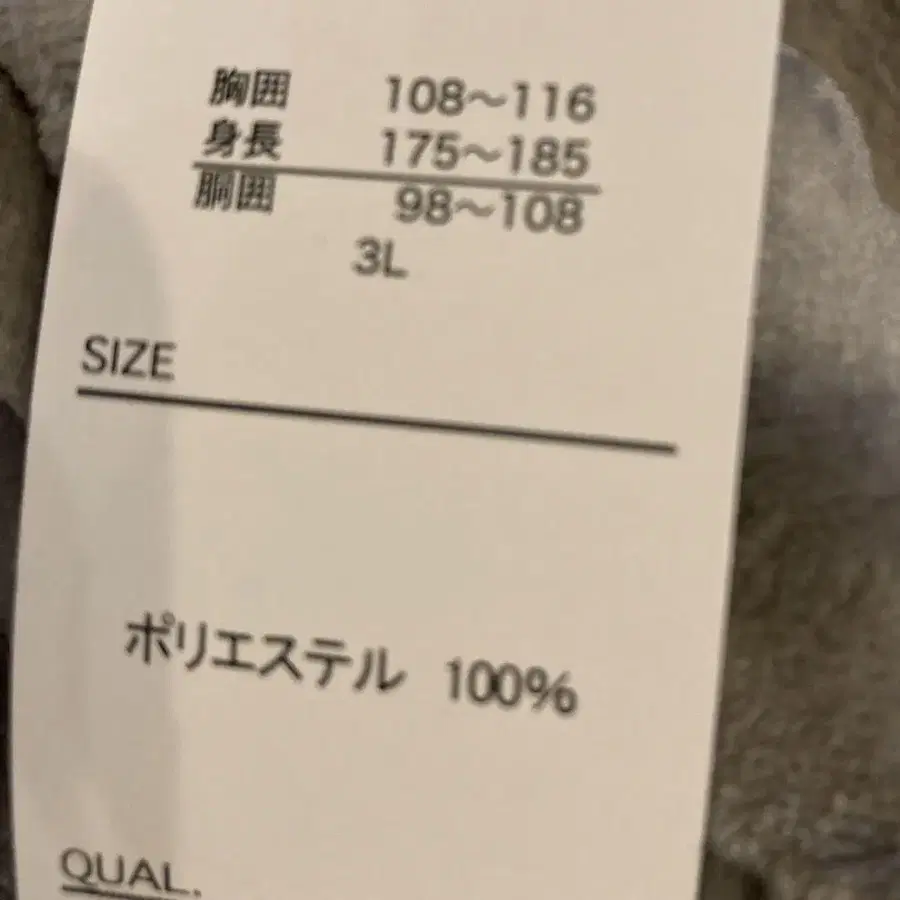 胸囲 108～116
身長 175～185
胴囲 98～108
3L
SIZE
ポリエステル 100%
QUAL.